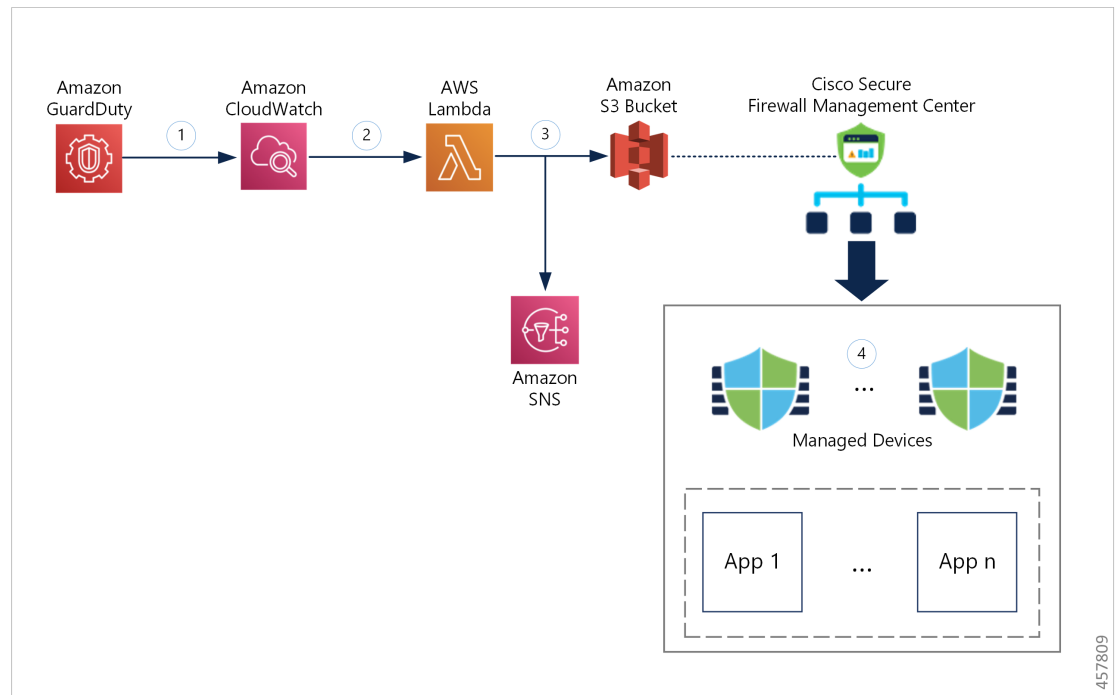 Amazon
GuardDuty
1
Amazon
CloudWatch
2
AWS
Lambda
3
Amazon
S3 Bucket
Cisco Secure
Firewall Management Center
Amazon
SNS
4
...
Managed Devices
App 1
...
App n
457809